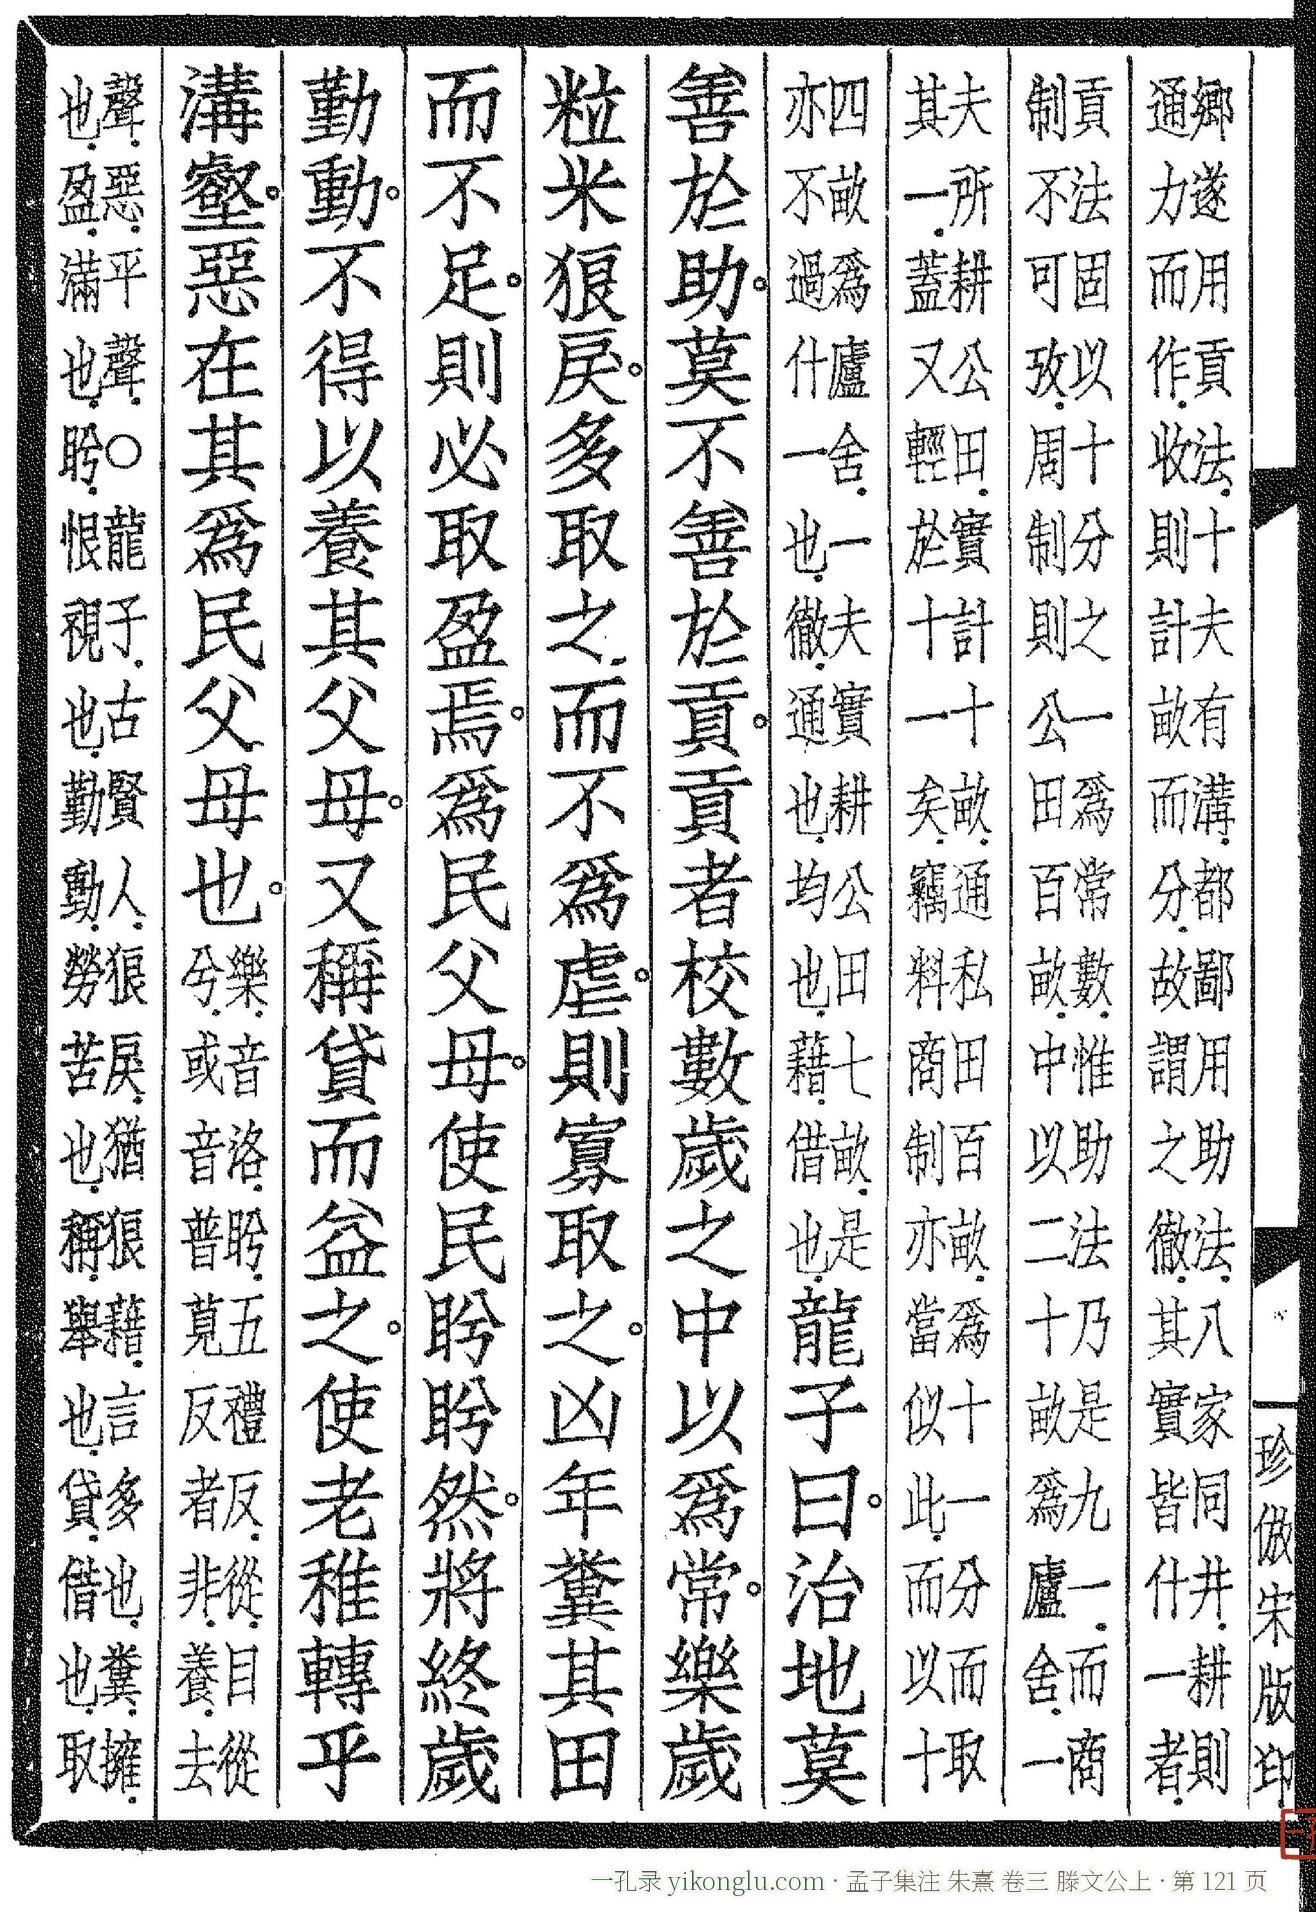 珍倣宋版印
鄉遂用貢法十夫有溝都鄙用助法八家同井耕則
通力而作收則計畝而分故謂之徹其實皆什一者
貢法固以十分之一爲常數惟助法乃是九一而商
制不可攷周制則公田百畝中以二十畝爲廬舍一
夫所耕公田實計十畝通私田百畝爲十一分而取
其一蓋又輕於十一矣竊料商制亦當似此而以十
四畝爲廬舍一夫實耕公田七畝是
亦不過什一也徹通也均也藉借也
龍子曰治地莫
善於助莫不善於貢貢者校數歲之中以爲常樂歲
粒米狼戾多取之而不爲虐則寡取之凶年糞其田
而不足則必取盈焉爲民父母使民盻盻然將終歲
勤動不得以養其父母又稱貸而益之使老稚轉乎
溝壑惡在其爲民父母也
樂音洛盻五禮反從目從
兮或音普莧反者非養去
聲惡平聲○龍子古賢人狼戾猶狼藉言多也糞擁
也盈滿也盻恨視也勤動勞苦也稱舉也貸借也取
一孔录 yikonglu.com · 孟子集注 朱熹 卷三 滕文公上 · 第 121 页